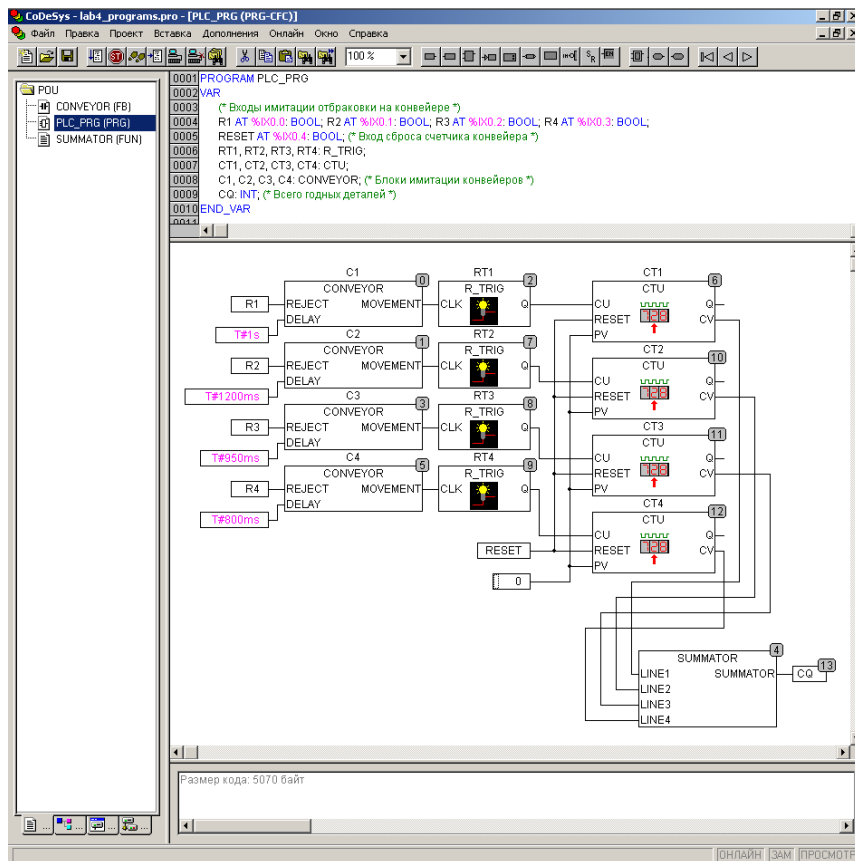 CoDeSys - lab4_programs.pro - [PLC_PRG (PRG-CFC)]
Файл Правка Проект Вставка Дополнения Онлайн Окно Справка
100 %
POU
CONVEYOR (FB)
PLC_PRG (PRG)
SUMMATOR (FUN)
0001 PROGRAM PLC_PRG
0002 VAR
0003 (* Входы имитации отбраковки на конвейере *)
0004 R1 AT %IX0.0: BOOL; R2 AT %IX0.1: BOOL; R3 AT %IX0.2: BOOL; R4 AT %IX0.3: BOOL;
0005 RESET AT %IX0.4: BOOL; (* Вход сброса счетчика конвейера *)
0006 RT1, RT2, RT3, RT4: R_TRIG;
0007 CT1, CT2, CT3, CT4: CTU;
0008 C1, C2, C3, C4: CONVEYOR; (* Блоки имитации конвейеров *)
0009 CQ: INT; (* Всего годных деталей *)
0010 END_VAR
0011
C1 RT1 CT1
0 2 6
CONVEYOR R_TRIG CTU
R1 REJECT MOVEMENT CLK Q CU Q
DELAY RESET CV
T#1s PV
C2 RT2 CT2
1 7 10
CONVEYOR R_TRIG CTU
R2 REJECT MOVEMENT CLK Q CU Q
DELAY RESET CV
T#1200ms PV
C3 RT3 CT3
3 8 11
CONVEYOR R_TRIG CTU
R3 REJECT MOVEMENT CLK Q CU Q
DELAY RESET CV
T#950ms PV
C4 RT4 CT4
5 9 12
CONVEYOR R_TRIG CTU
R4 REJECT MOVEMENT CLK Q CU Q
DELAY RESET CV
T#800ms PV
RESET
0
4
SUMMATOR
13
LINE1 SUMMATOR CQ
LINE2
LINE3
LINE4
Размер кода: 5070 байт
ОНЛАЙН ЗАМ ПРОСМОТР